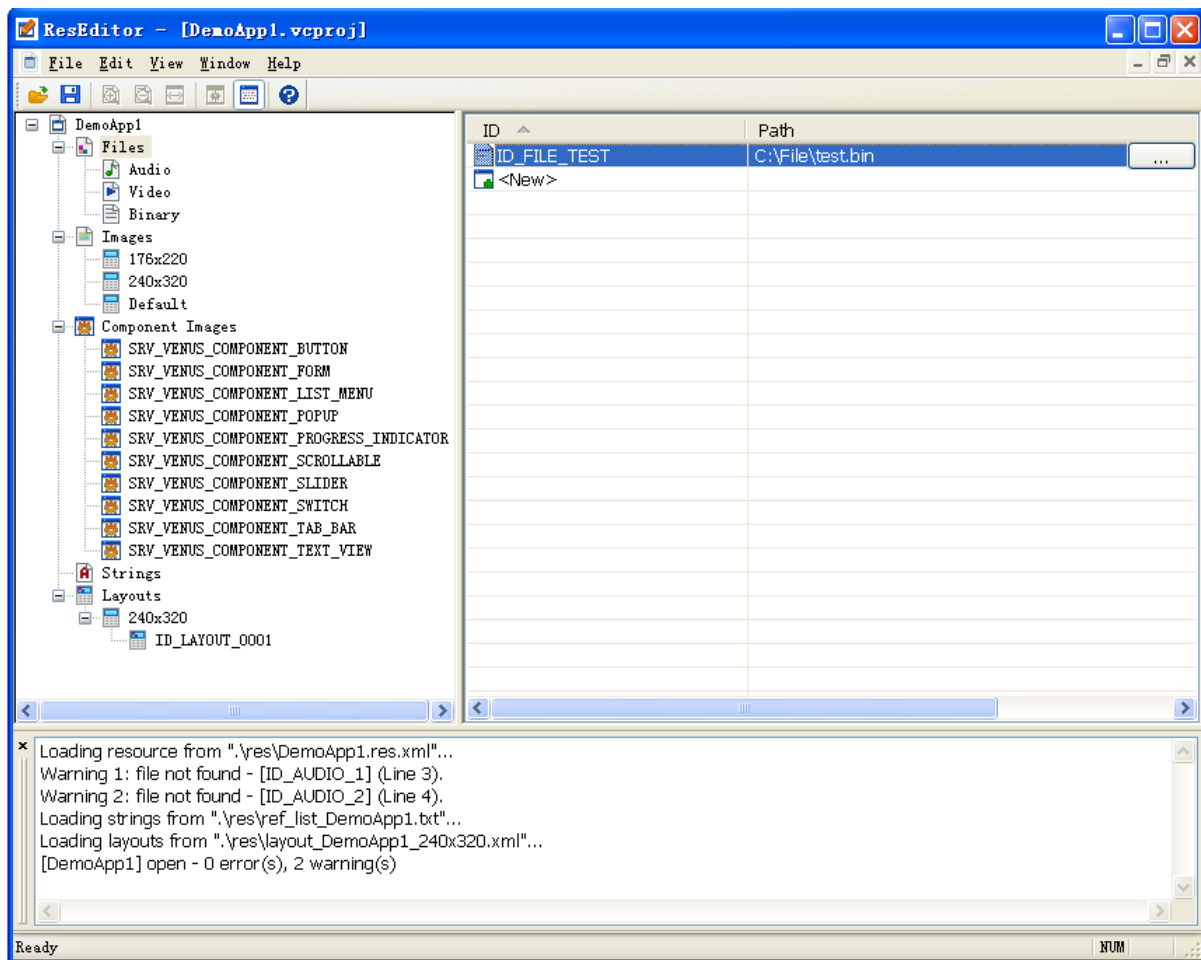 ResEditor - [DemoApp1.vcproj]
File Edit View Window Help
DemoApp1
Files
Audio
Video
Binary
Images
176x220
240x320
Default
Component Images
SRV_VENUS_COMPONENT_BUTTON
SRV_VENUS_COMPONENT_FORM
SRV_VENUS_COMPONENT_LIST_MENU
SRV_VENUS_COMPONENT_POPUP
SRV_VENUS_COMPONENT_PROGRESS_INDICATOR
SRV_VENUS_COMPONENT_SCROLLABLE
SRV_VENUS_COMPONENT_SLIDER
SRV_VENUS_COMPONENT_SWITCH
SRV_VENUS_COMPONENT_TAB_BAR
SRV_VENUS_COMPONENT_TEXT_VIEW
Strings
Layouts
240x320
ID_LAYOUT_0001
ID Path
ID_FILE_TEST C:\File\test.bin ...
<New>
Loading resource from ".\res\DemoApp1.res.xml"...
Warning 1: file not found - [ID_AUDIO_1] (Line 3).
Warning 2: file not found - [ID_AUDIO_2] (Line 4).
Loading strings from ".\res\ref_list_DemoApp1.txt"...
Loading layouts from ".\res\layout_DemoApp1_240x320.xml"...
[DemoApp1] open - 0 error(s), 2 warning(s)
Ready NUM